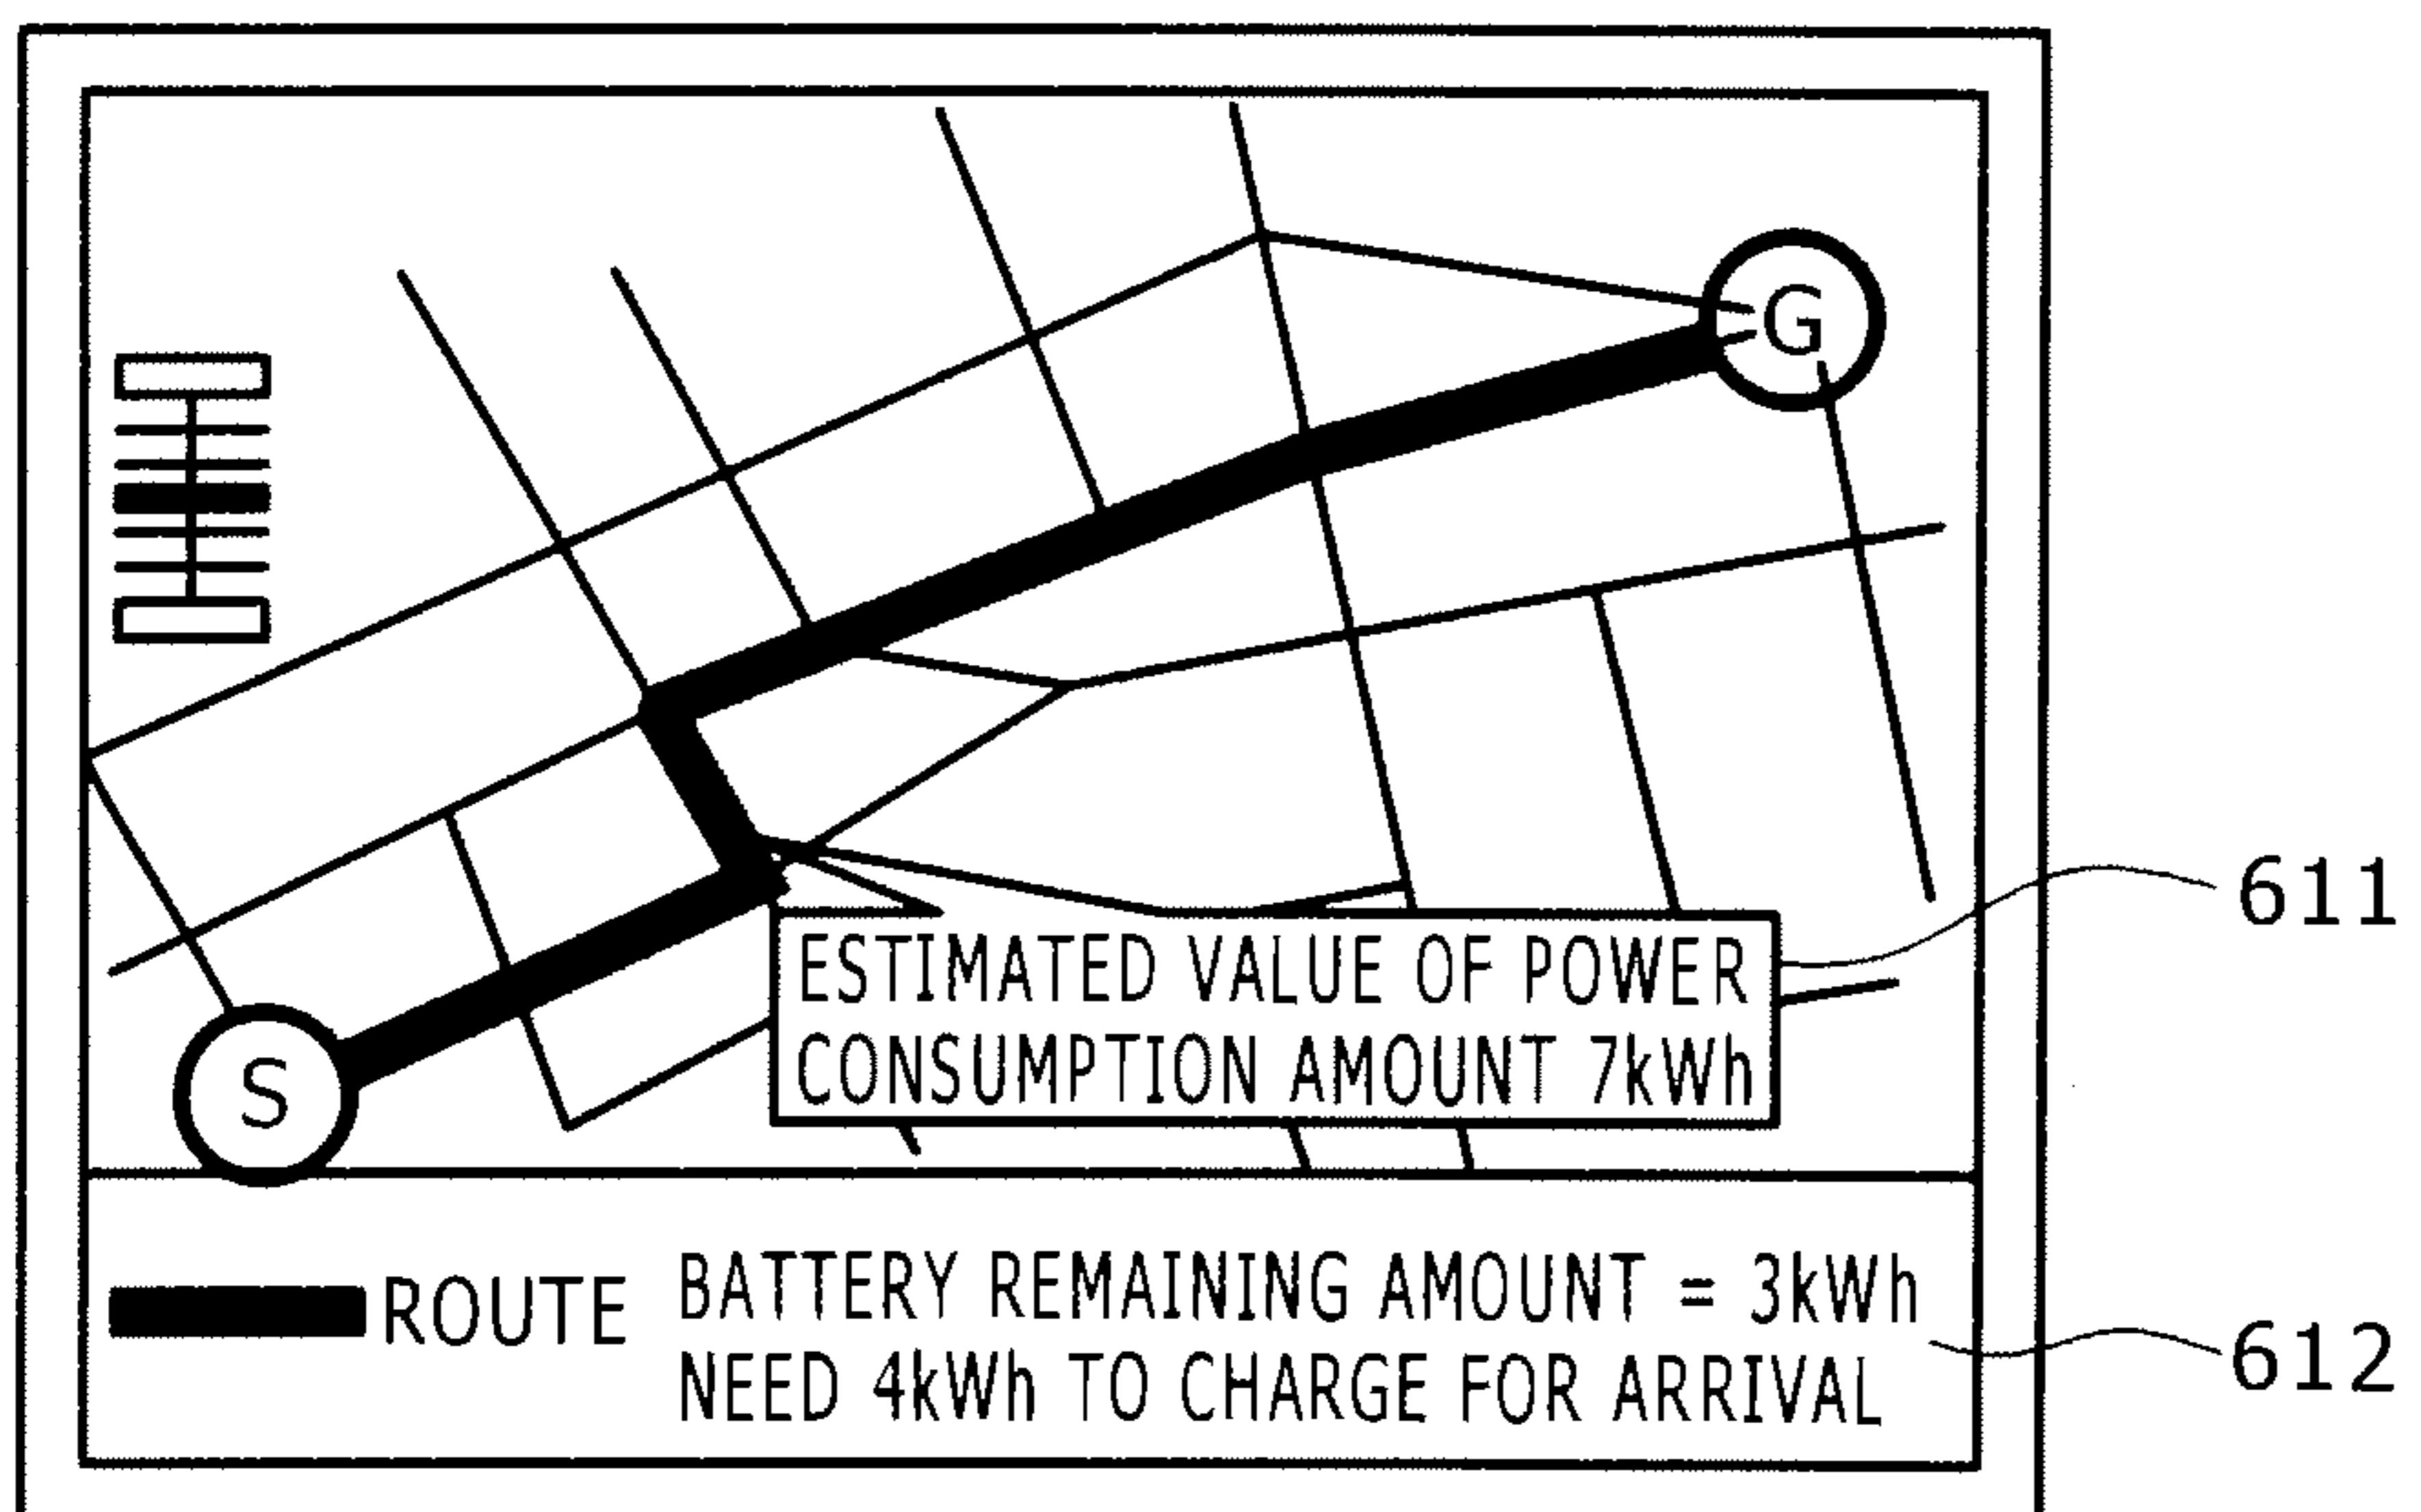 G
611
ESTIMATED VALUE OF POWER
CONSUMPTION AMOUNT 7kWh
S
ROUTE
BATTERY REMAINING AMOUNT = 3kWh
NEED 4kWh TO CHARGE FOR ARRIVAL
612